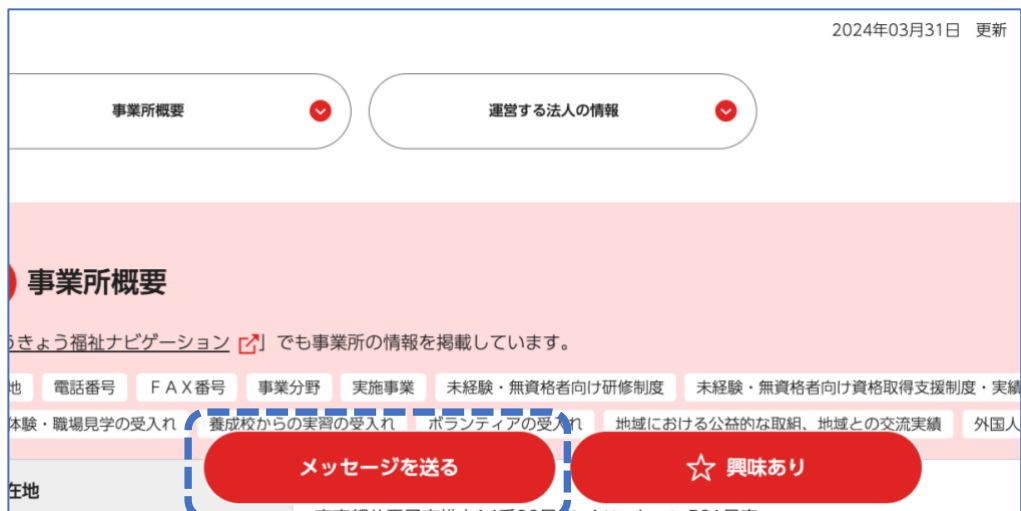 2024年03月31日　更新
事業所概要
運営する法人の情報
事業所概要
きょう福祉ナビゲーション」でも事業所の情報を掲載しています。
地 電話番号 ＦＡＸ番号 事業分野 実施事業 未経験・無資格者向け研修制度 未経験・無資格者向け資格取得支援制度・実績
体験・職場見学の受入れ 養成校からの実習の受入れ ボランティアの受入れ 地域における公益的な取組、地域との交流実績 外国人
メッセージを送る
☆ 興味あり
在地